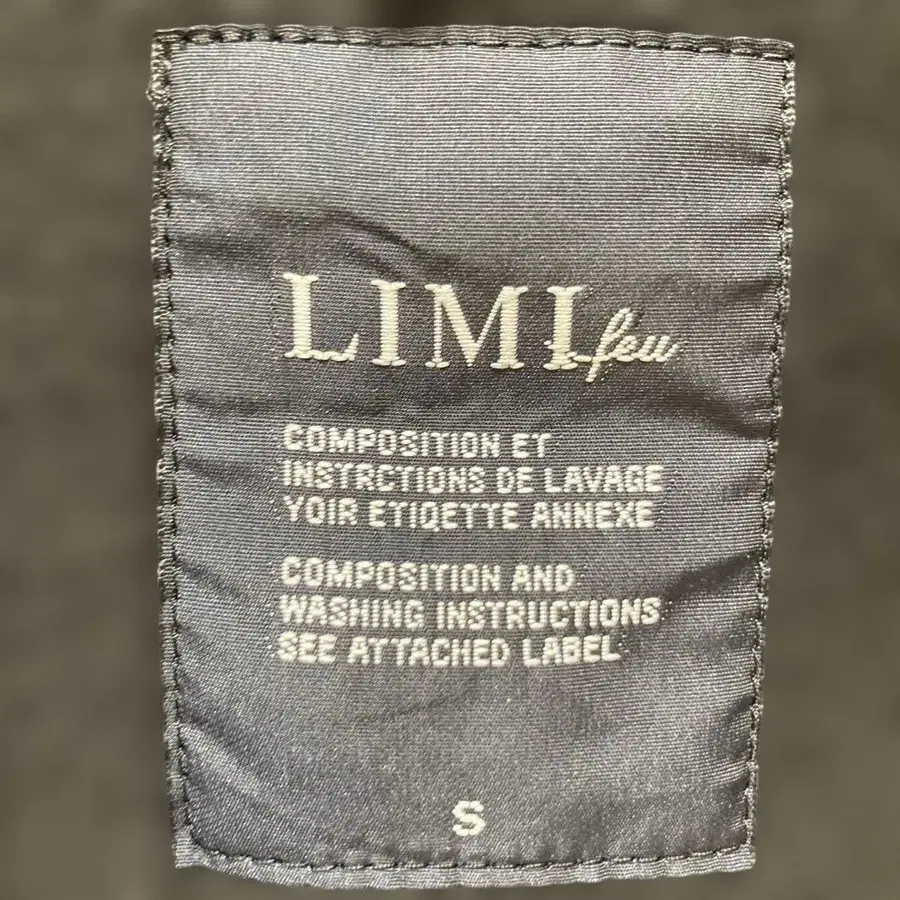 LIMI feu
COMPOSITION ET
INSTRCTIONS DE LAVAGE
YOIR ETIQETTE ANNEXE
COMPOSITION AND
WASHING INSTRUCTIONS
SEE ATTACHED LABEL
S